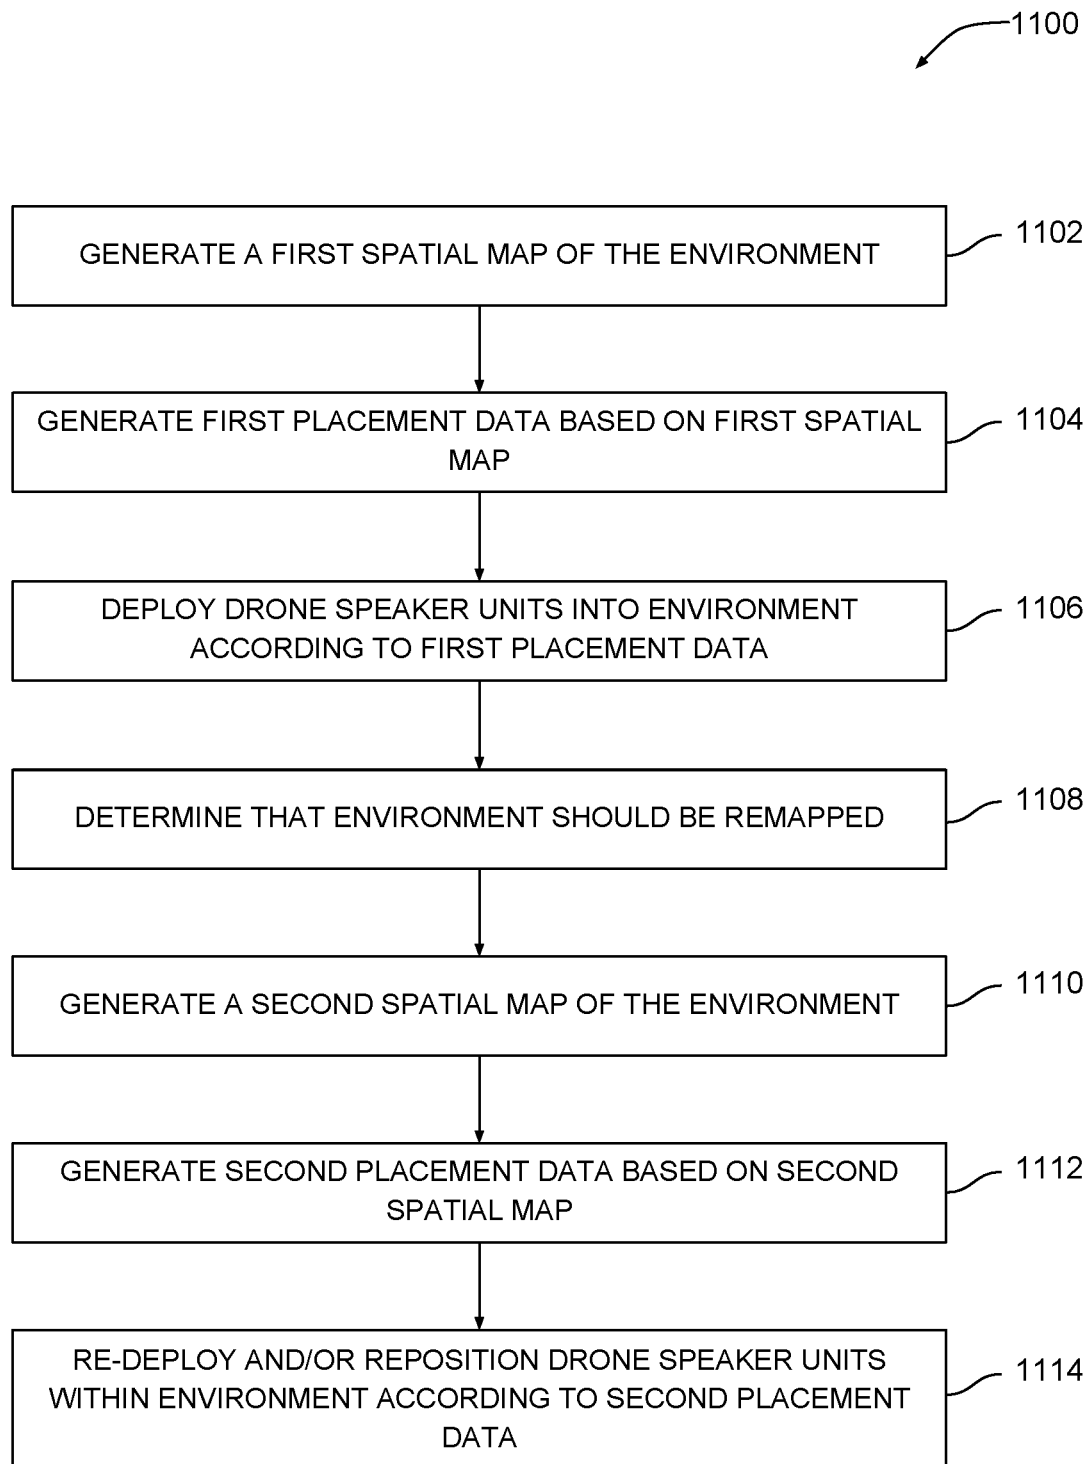 1100
GENERATE A FIRST SPATIAL MAP OF THE ENVIRONMENT
1102
GENERATE FIRST PLACEMENT DATA BASED ON FIRST SPATIAL
MAP
1104
DEPLOY DRONE SPEAKER UNITS INTO ENVIRONMENT
ACCORDING TO FIRST PLACEMENT DATA
1106
DETERMINE THAT ENVIRONMENT SHOULD BE REMAPPED
1108
GENERATE A SECOND SPATIAL MAP OF THE ENVIRONMENT
1110
GENERATE SECOND PLACEMENT DATA BASED ON SECOND
SPATIAL MAP
1112
RE-DEPLOY AND/OR REPOSITION DRONE SPEAKER UNITS
WITHIN ENVIRONMENT ACCORDING TO SECOND PLACEMENT
DATA
1114